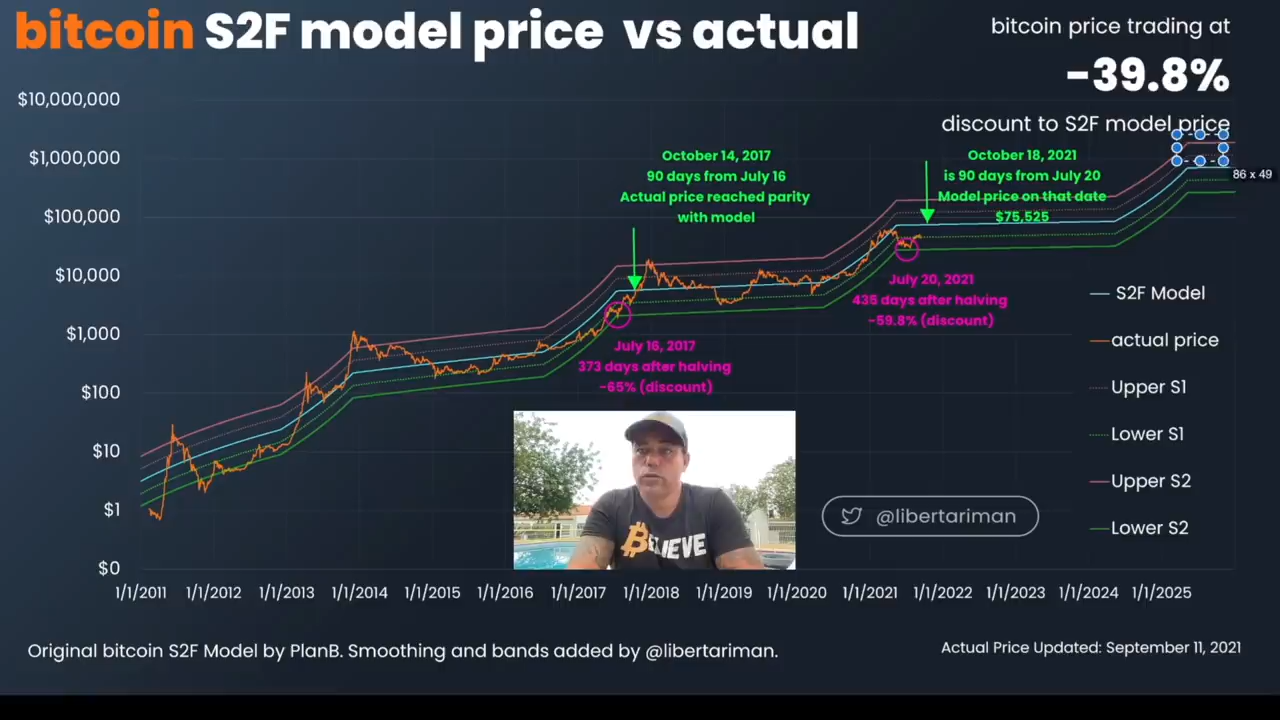 bitcoin S2F model price vs actual
bitcoin price trading at
-39.8%
discount to S2F model price
$10,000,000
$1,000,000
$100,000
$10,000
$1,000
$100
$10
$1
$0
October 14, 2017
90 days from July 16
Actual price reached parity
with model
October 18, 2021
is 90 days from July 20
Model price on that date
$75,525
86 x 49
July 20, 2021
435 days after halving
-59.8% (discount)
July 16, 2017
373 days after halving
-65% (discount)
S2F Model
actual price
Upper S1
Lower S1
Upper S2
Lower S2
BELIEVE
@libertariman
1/1/2011
1/1/2012
1/1/2013
1/1/2014
1/1/2015
1/1/2016
1/1/2017
1/1/2018
1/1/2019
1/1/2020
1/1/2021
1/1/2022
1/1/2023
1/1/2024
1/1/2025
Original bitcoin S2F Model by PlanB. Smoothing and bands added by @libertariman.
Actual Price Updated: September 11, 2021